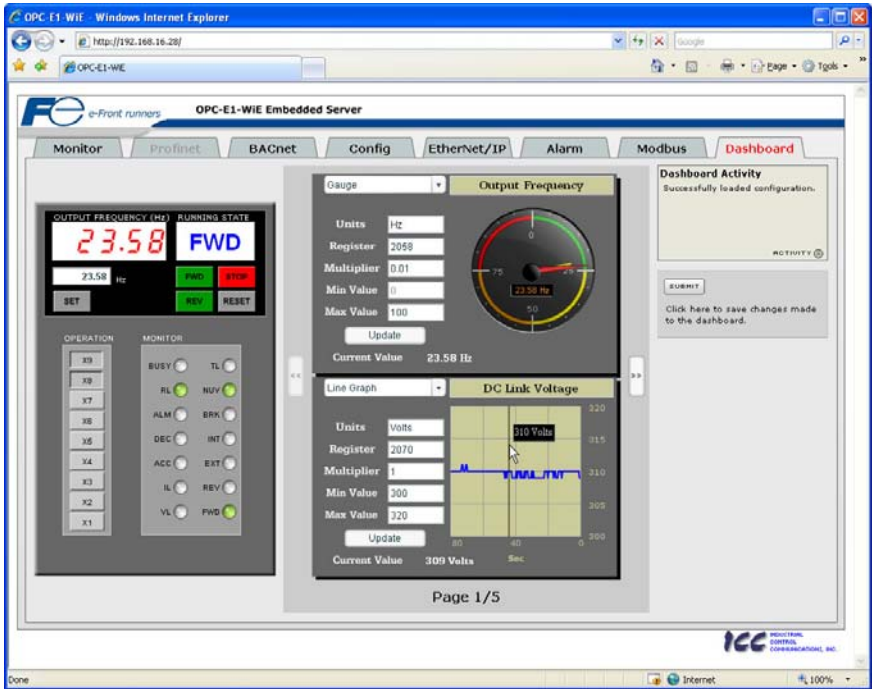 OPC-E1-WiE - Windows Internet Explorer
http://192.168.16.28/
Google
OPC-E1-WiE
Page
Tools
Fe e-Front runners
OPC-E1-WiE Embedded Server
Monitor
Profinet
BACnet
Config
EtherNet/IP
Alarm
Modbus
Dashboard
OUTPUT FREQUENCY (Hz) RUNNING STATE
23.58 FWD
23.58 Hz
FWD STOP
SET
REV RESET
OPERATION
X9
X8
X7
X6
X5
X4
X3
X2
X1
MONITOR
BUSY TL
RL NUV
ALM BRK
DEC INT
ACC EXT
IL REV
VL FWD
<<
Gauge
Output Frequency
Units Hz
Register 2058
Multiplier 0.01
Min Value 0
Max Value 100
Update
Current Value 23.58 Hz
0
25
50
75
23.58 Hz
Line Graph
DC Link Voltage
Units Volts
Register 2070
Multiplier 1
Min Value 300
Max Value 320
Update
Current Value 309 Volts
310 Volts
320
315
310
305
300
80 40 0
Sec
>>
Page 1/5
Dashboard Activity
Successfully loaded configuration.
ACTIVITY
SUBMIT
Click here to save changes made
to the dashboard.
ICC INDUSTRIAL
CONTROL
COMMUNICATIONS, INC.
Done
Internet
100%